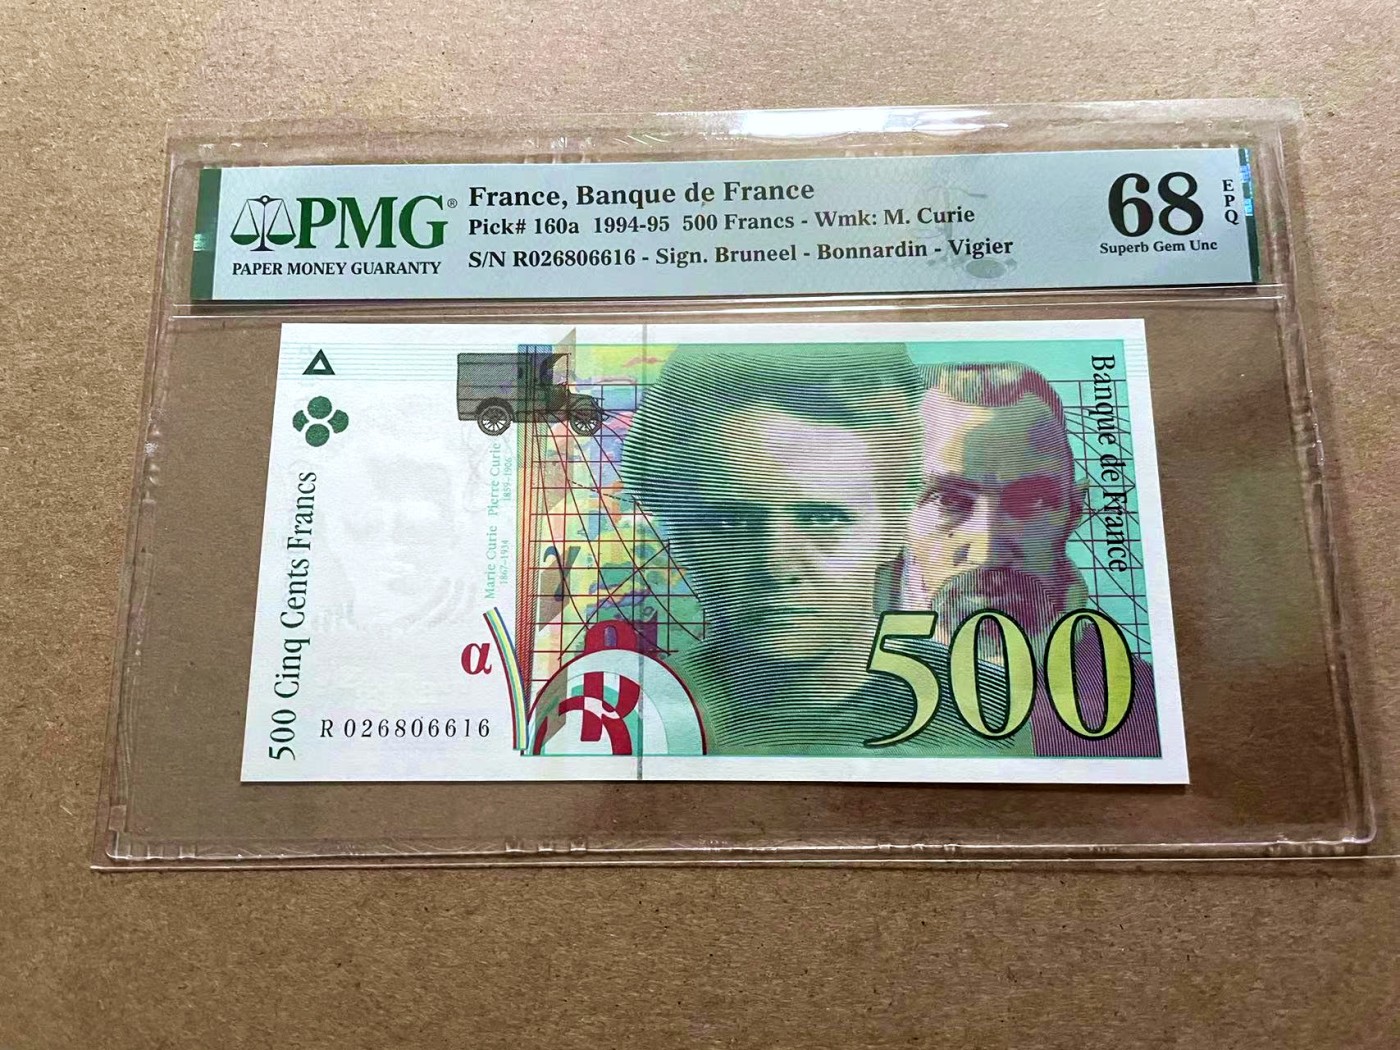 PMG®
PAPER MONEY GUARANTY
France, Banque de France
Pick# 160a 1994-95 500 Francs - Wmk: M. Curie
S/N R026806616 - Sign. Bruneel - Bonnardin - Vigier
68
Superb Gem Unc
EPQ
500 Cinq Cents Francs
R 026806616
Marie Curie Pierre Curie
1867-1934 1859-1906
α
γ
Banque de France
500